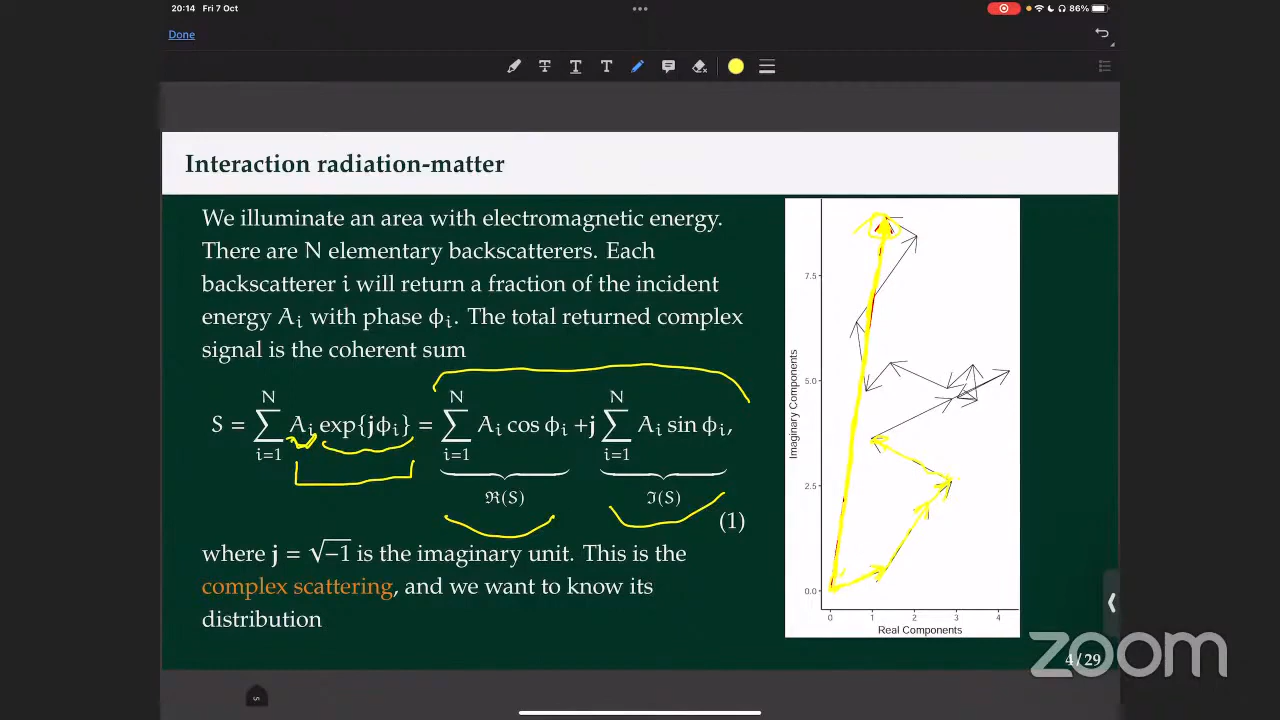 20:14 Fri 7 Oct
86%
Done
Interaction radiation-matter
We illuminate an area with electromagnetic energy.
There are N elementary backscatterers. Each
backscatterer i will return a fraction of the incident
energy Aᵢ with phase ϕᵢ. The total returned complex
signal is the coherent sum
S = ∑_{i=1}^{N} Aᵢ exp{jϕᵢ} = ∑_{i=1}^{N} Aᵢ cos ϕᵢ + j ∑_{i=1}^{N} Aᵢ sin ϕᵢ,
ℜ(S) ℑ(S)
(1)
where j = √−1 is the imaginary unit. This is the
complex scattering, and we want to know its
distribution
Imaginary Components
7.5
5.0
2.5
0.0
0 1 2 3 4
Real Components
4 / 29
zoom